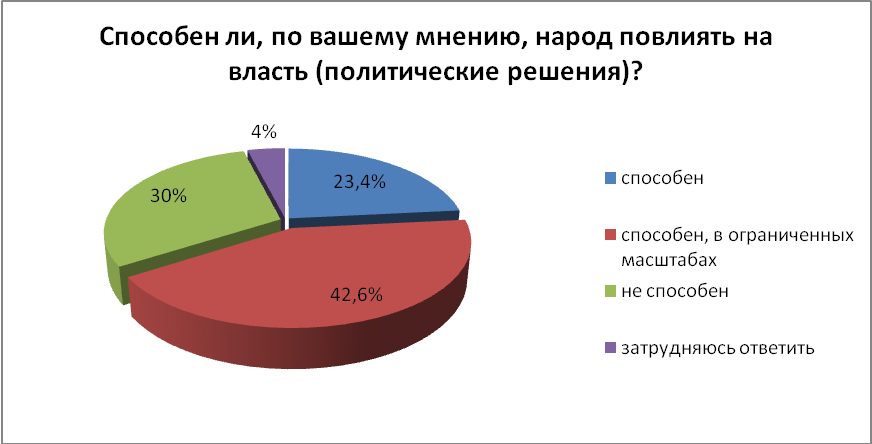 Способен ли, по вашему мнению, народ повлиять на
власть (политические решения)?
4%
23,4%
30%
42,6%
способен
способен, в ограниченных
масштабах
не способен
затрудняюсь ответить